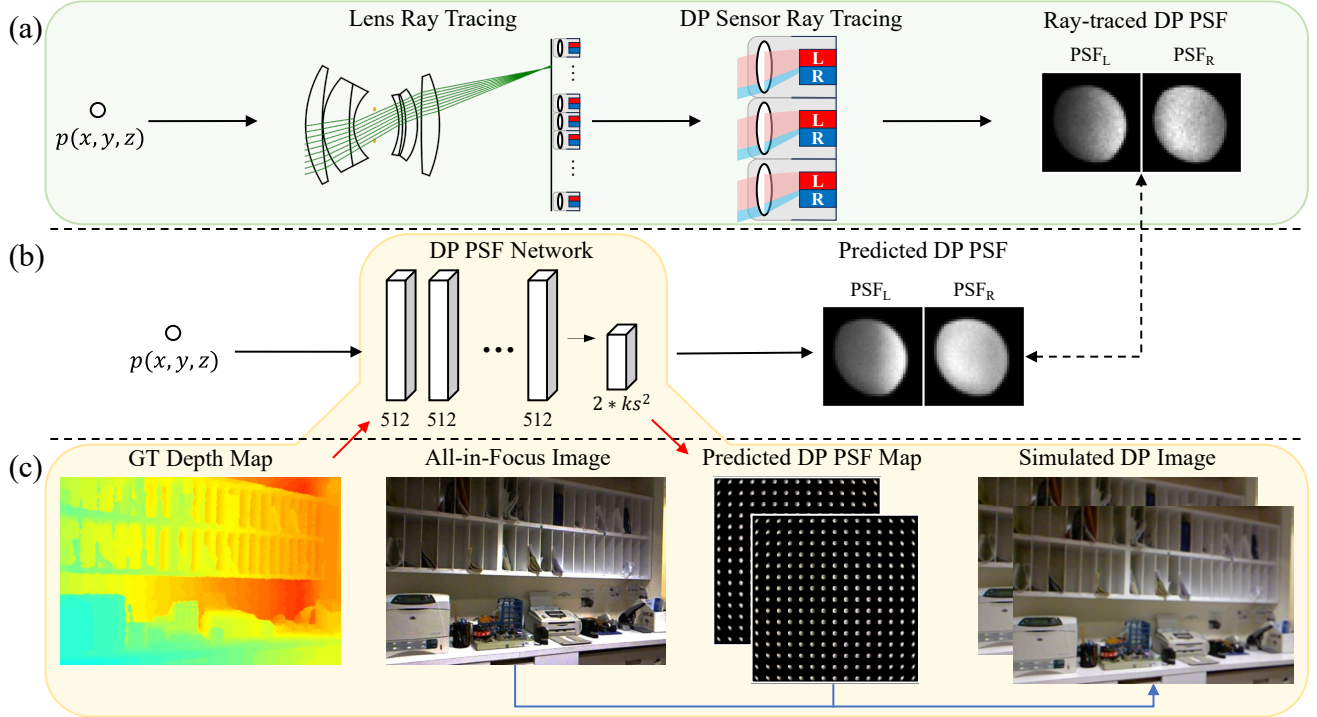 (a)
Lens Ray Tracing
DP Sensor Ray Tracing
Ray-traced DP PSF
PSF_L
PSF_R
p(x, y, z)
⋮
⋮
L
R
L
R
L
R
(b)
DP PSF Network
Predicted DP PSF
PSF_L
PSF_R
p(x, y, z)
•••
512
512
512
2 * ks²
(c)
GT Depth Map
All-in-Focus Image
Predicted DP PSF Map
Simulated DP Image